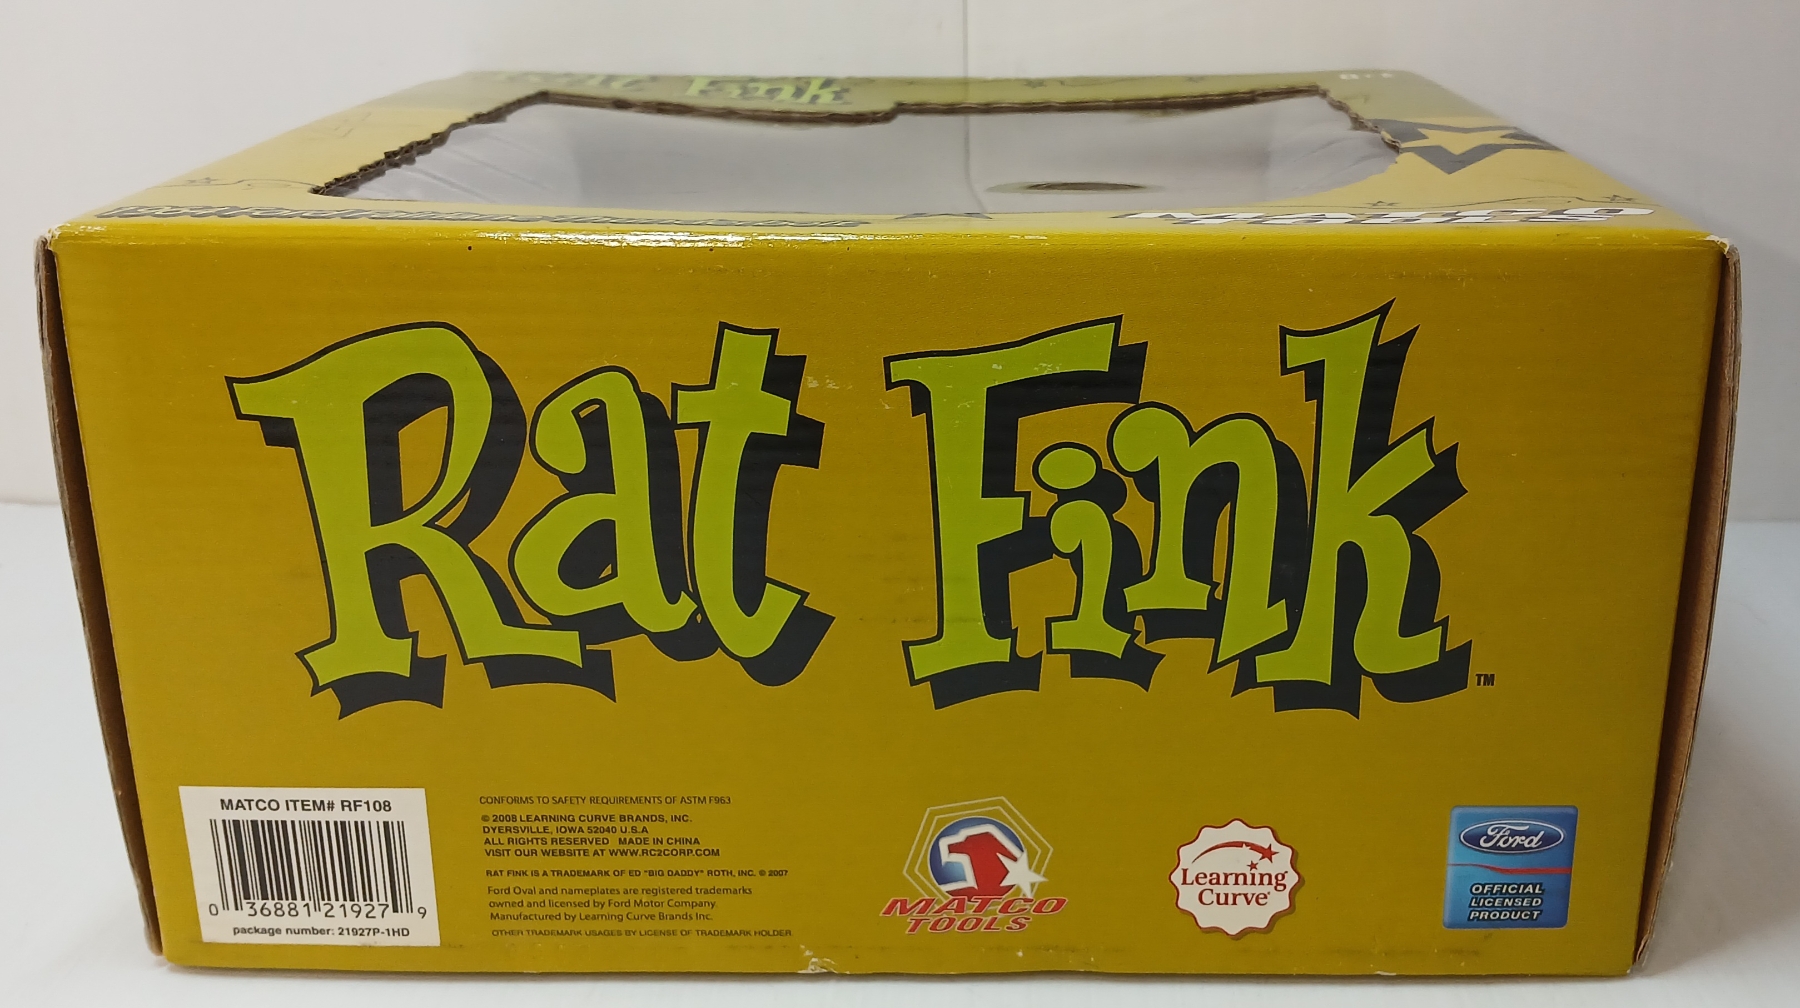 Rat Fink
MATCO
TOOLS
Rat Fink
TM
MATCO ITEM# RF108
0 36881 21927 9
package number: 21927P-1HD
CONFORMS TO SAFETY REQUIREMENTS OF ASTM F963
© 2008 LEARNING CURVE BRANDS, INC.
DYERSVILLE, IOWA 52040 U.S.A
ALL RIGHTS RESERVED MADE IN CHINA
VISIT OUR WEBSITE AT WWW.RC2CORP.COM
RAT FINK IS A TRADEMARK OF ED "BIG DADDY" ROTH, INC. © 2007
Ford Oval and nameplates are registered trademarks
owned and licensed by Ford Motor Company
Manufactured by Learning Curve Brands Inc.
OTHER TRADEMARK USAGES BY LICENSE OF TRADEMARK HOLDER.
MATCO
TOOLS
Learning
Curve®
Ford
OFFICIAL
LICENSED
PRODUCT